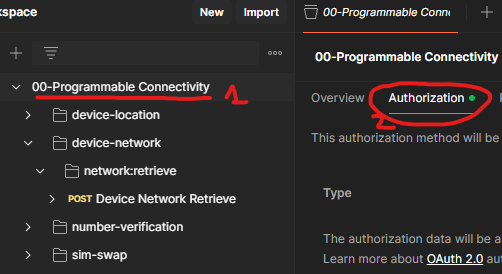 kspace
New Import
00-Programmable Conne
00-Programmable Connectivity
00-Programmable Connectivity 1
device-location
Overview Authorization
2
device-network
This authorization method will be
network:retrieve
POST Device Network Retrieve
Type
number-verification
The authorization data will be a
sim-swap
Learn more about OAuth 2.0 aut